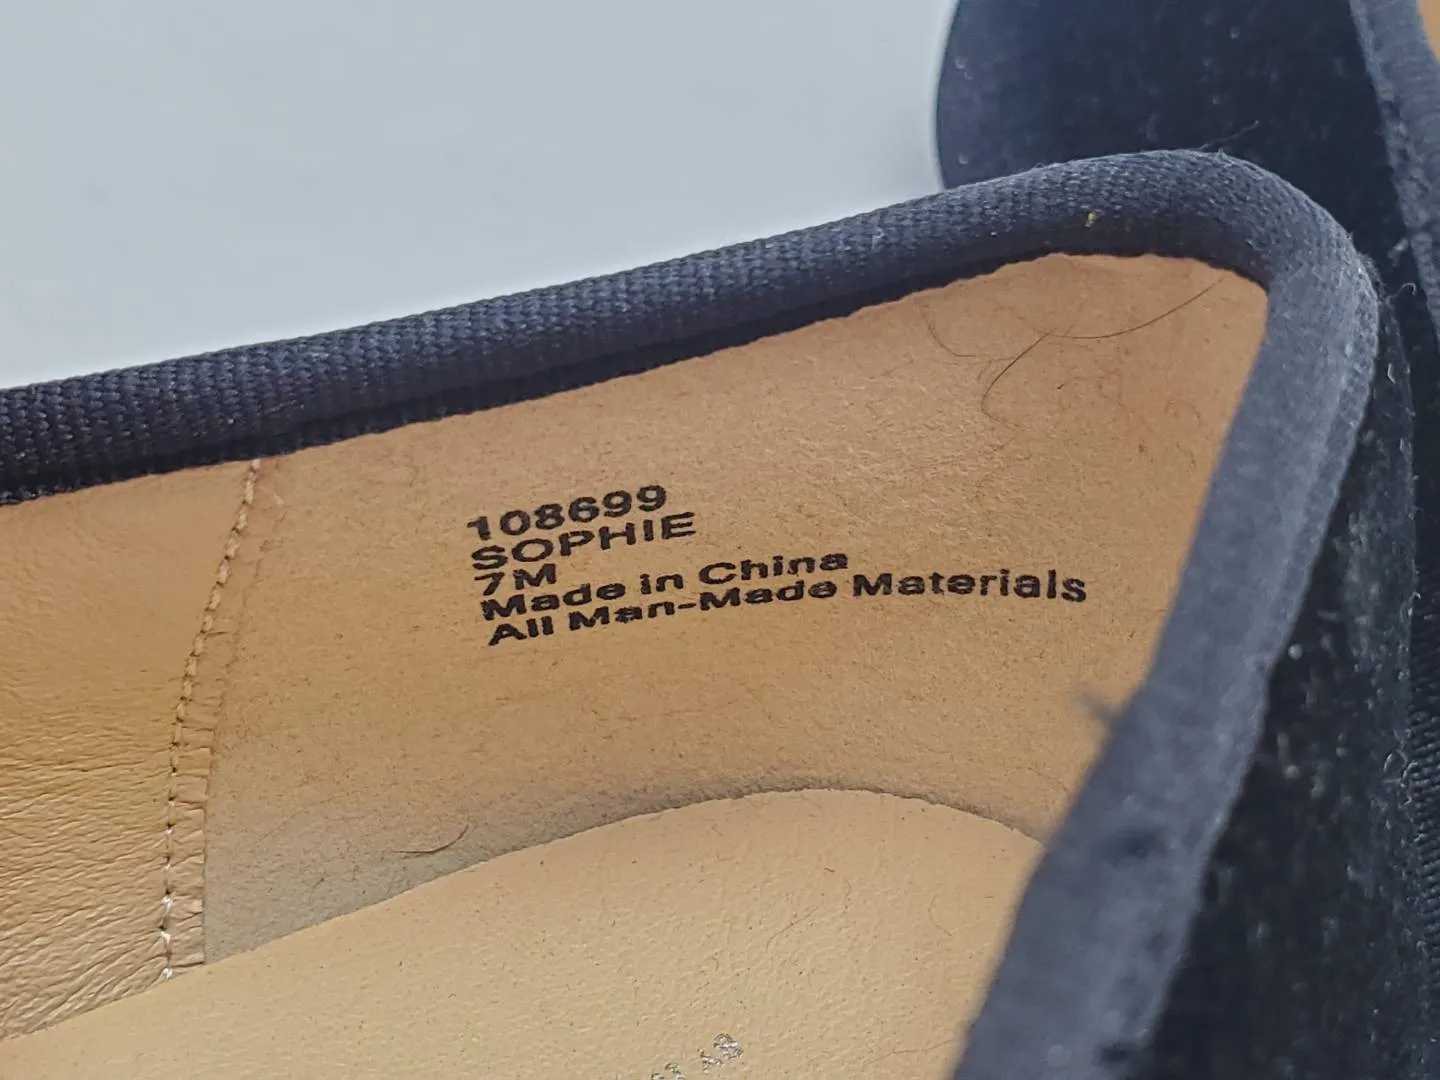 108699
SOPHIE
7M
Made in China
All Man-Made Materials